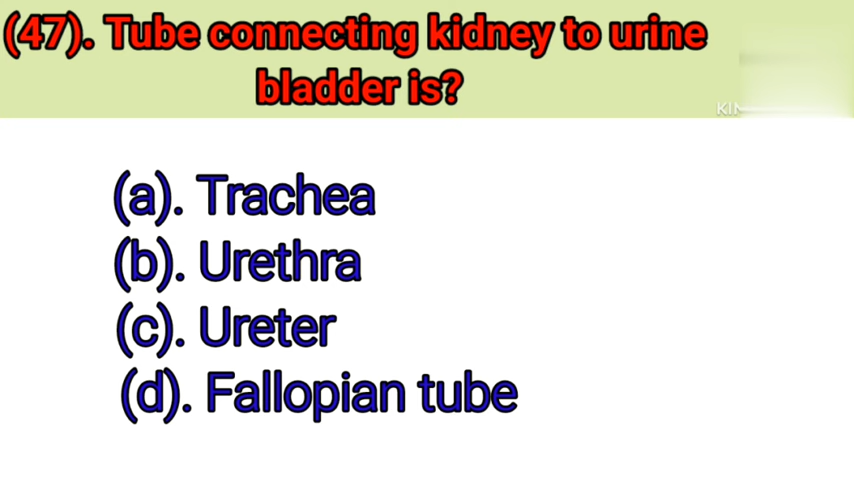 (47). Tube connecting kidney to urine
bladder is?
(a). Trachea
(b). Urethra
(c). Ureter
(d). Fallopian tube